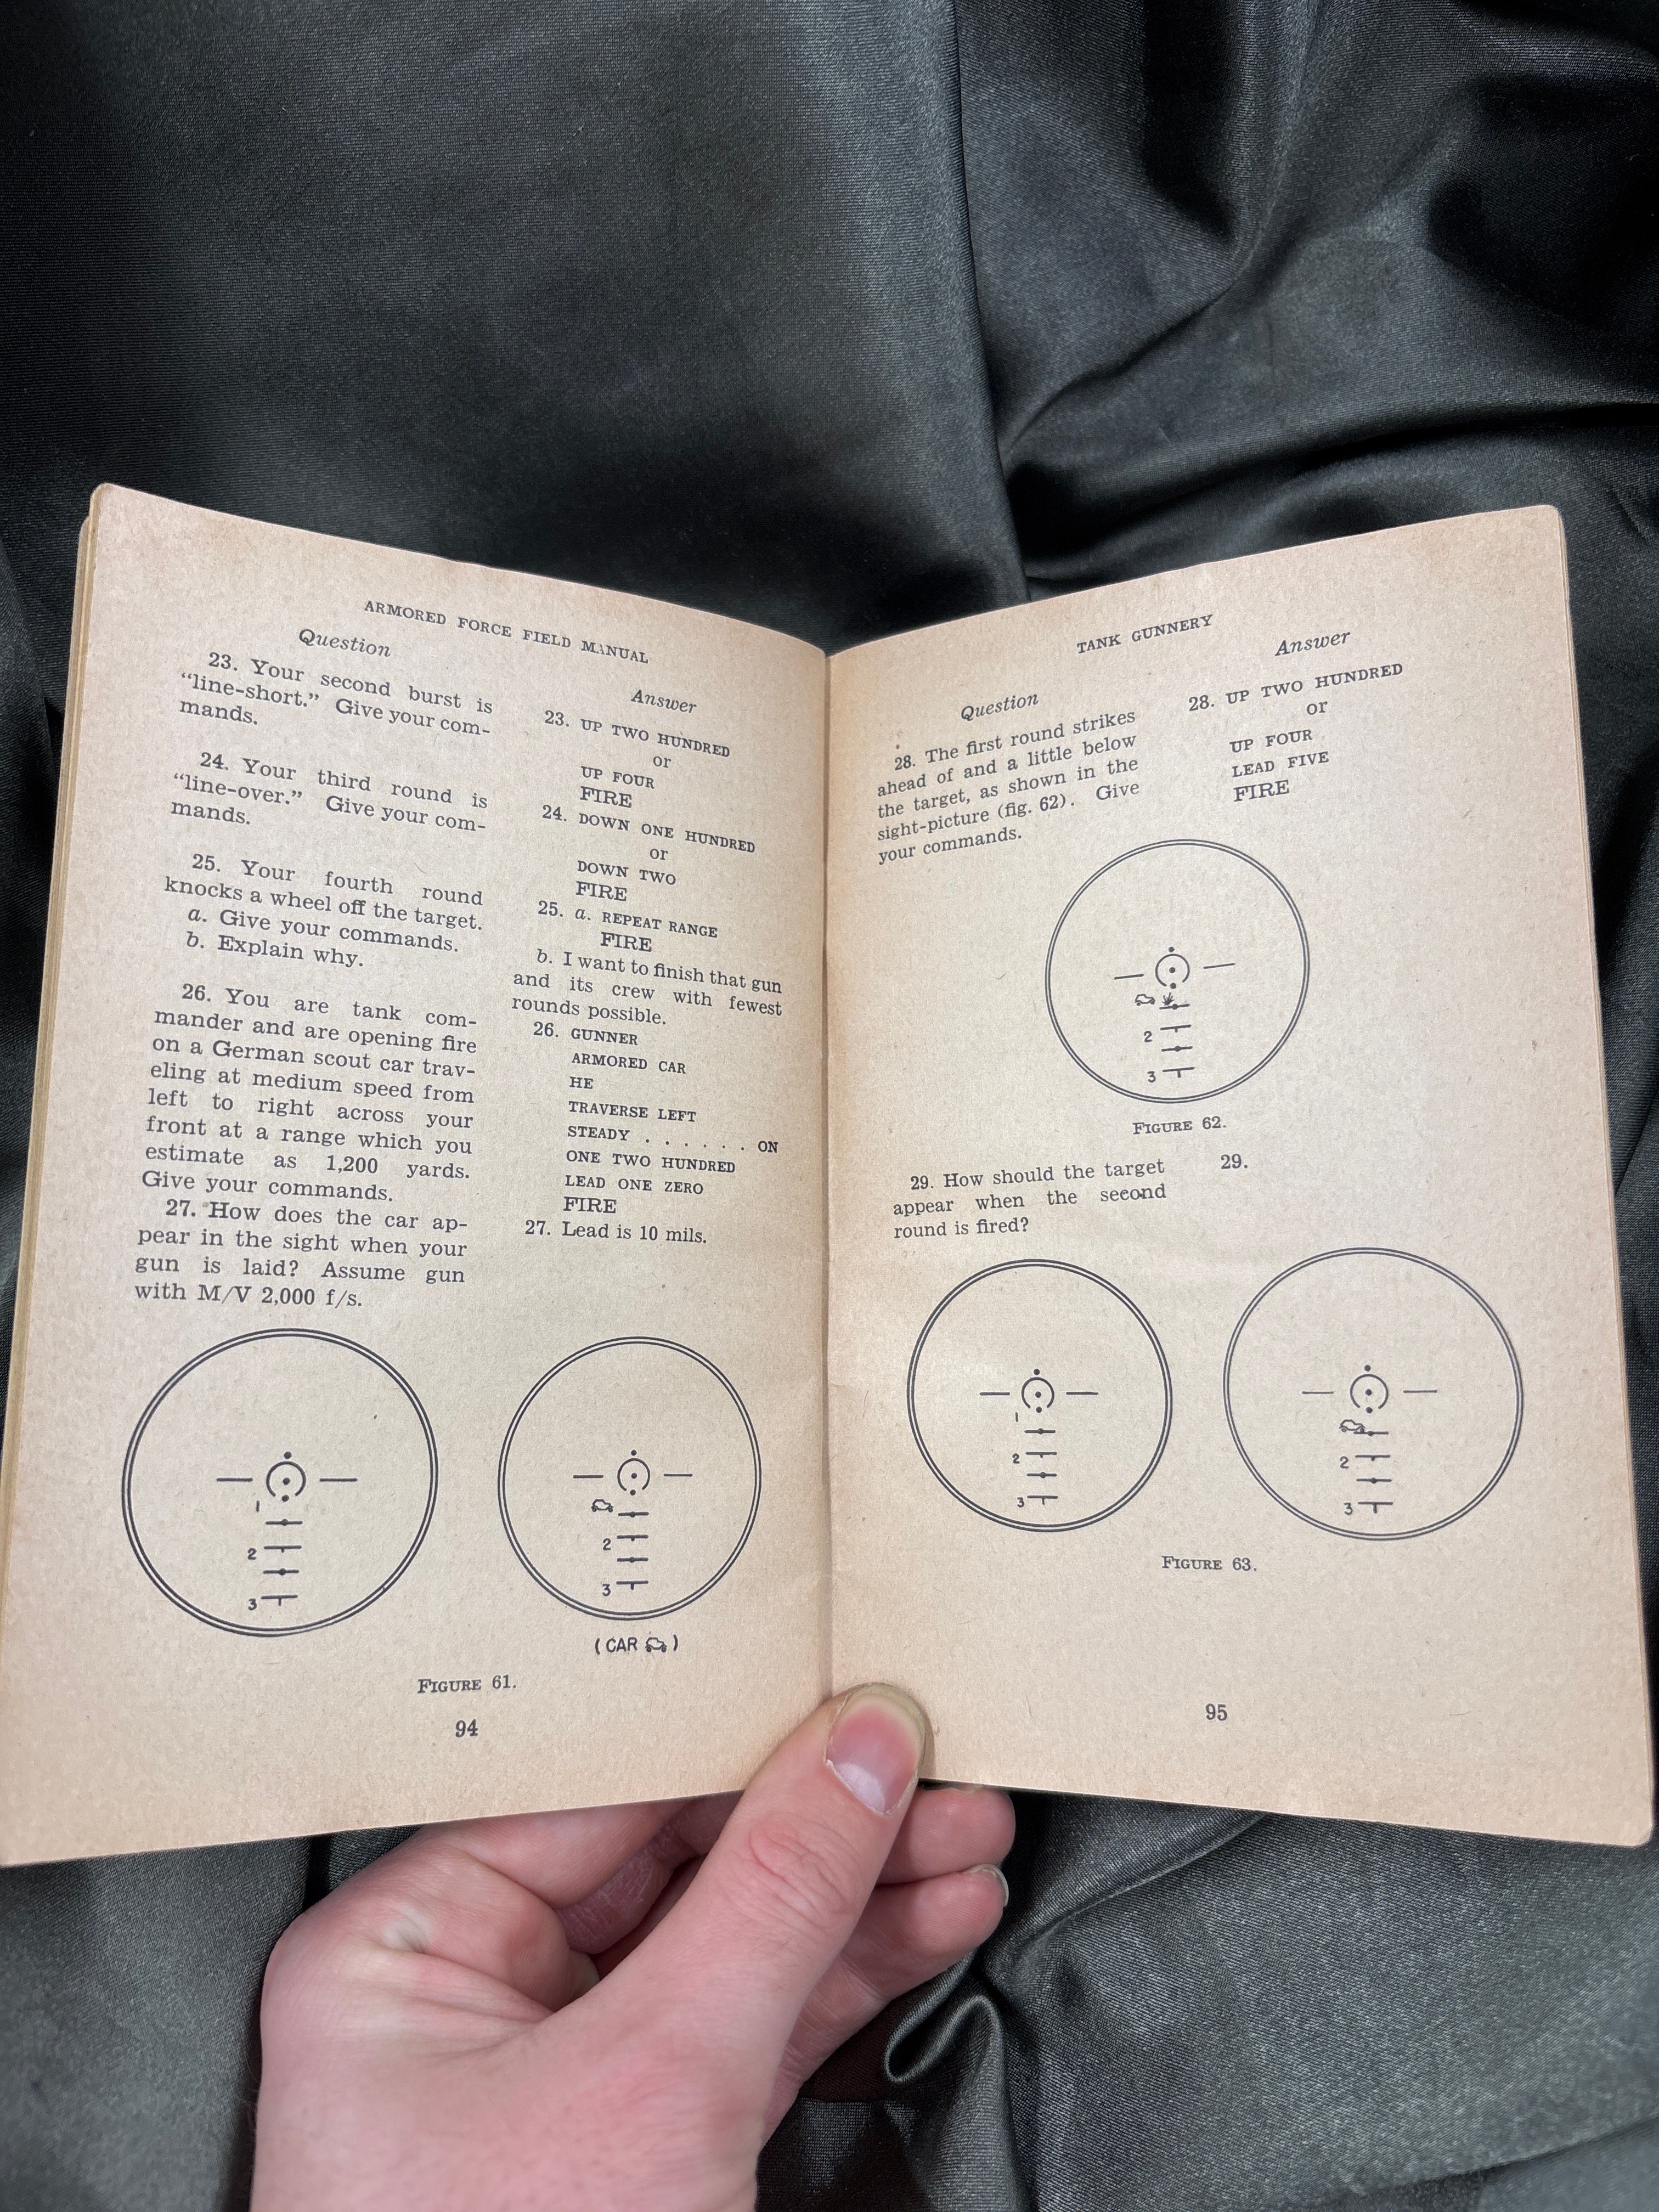 ARMORED FORCE FIELD MANUAL
Question
23. Your second burst is
“line-short.” Give your com-
mands.
24. Your third round is
“line-over.” Give your com-
mands.
25. Your fourth round
knocks a wheel off the target.
a. Give your commands.
b. Explain why.
26. You are tank com-
mander and are opening fire
on a German scout car trav-
eling at medium speed from
left to right across your
front at a range which you
estimate as 1,200 yards.
Give your commands.
27. How does the car ap-
pear in the sight when your
gun is laid? Assume gun
with M/V 2,000 f/s.
Answer
23. UP TWO HUNDRED
or
UP FOUR
FIRE
24. DOWN ONE HUNDRED
or
DOWN TWO
FIRE
25. a. REPEAT RANGE
FIRE
b. I want to finish that gun
and its crew with fewest
rounds possible.
26. GUNNER
ARMORED CAR
HE
TRAVERSE LEFT
STEADY . . . . . . ON
ONE TWO HUNDRED
LEAD ONE ZERO
FIRE
27. Lead is 10 mils.
1
2
3
2
3
(CAR )
FIGURE 61.
94
TANK GUNNERY
Question
28. The first round strikes
ahead of and a little below
the target, as shown in the
sight-picture (fig. 62). Give
your commands.
Answer
28. UP TWO HUNDRED
or
UP FOUR
LEAD FIVE
FIRE
2
3
FIGURE 62.
29. How should the target
appear when the second
round is fired?
29.
1
2
3
2
3
FIGURE 63.
95